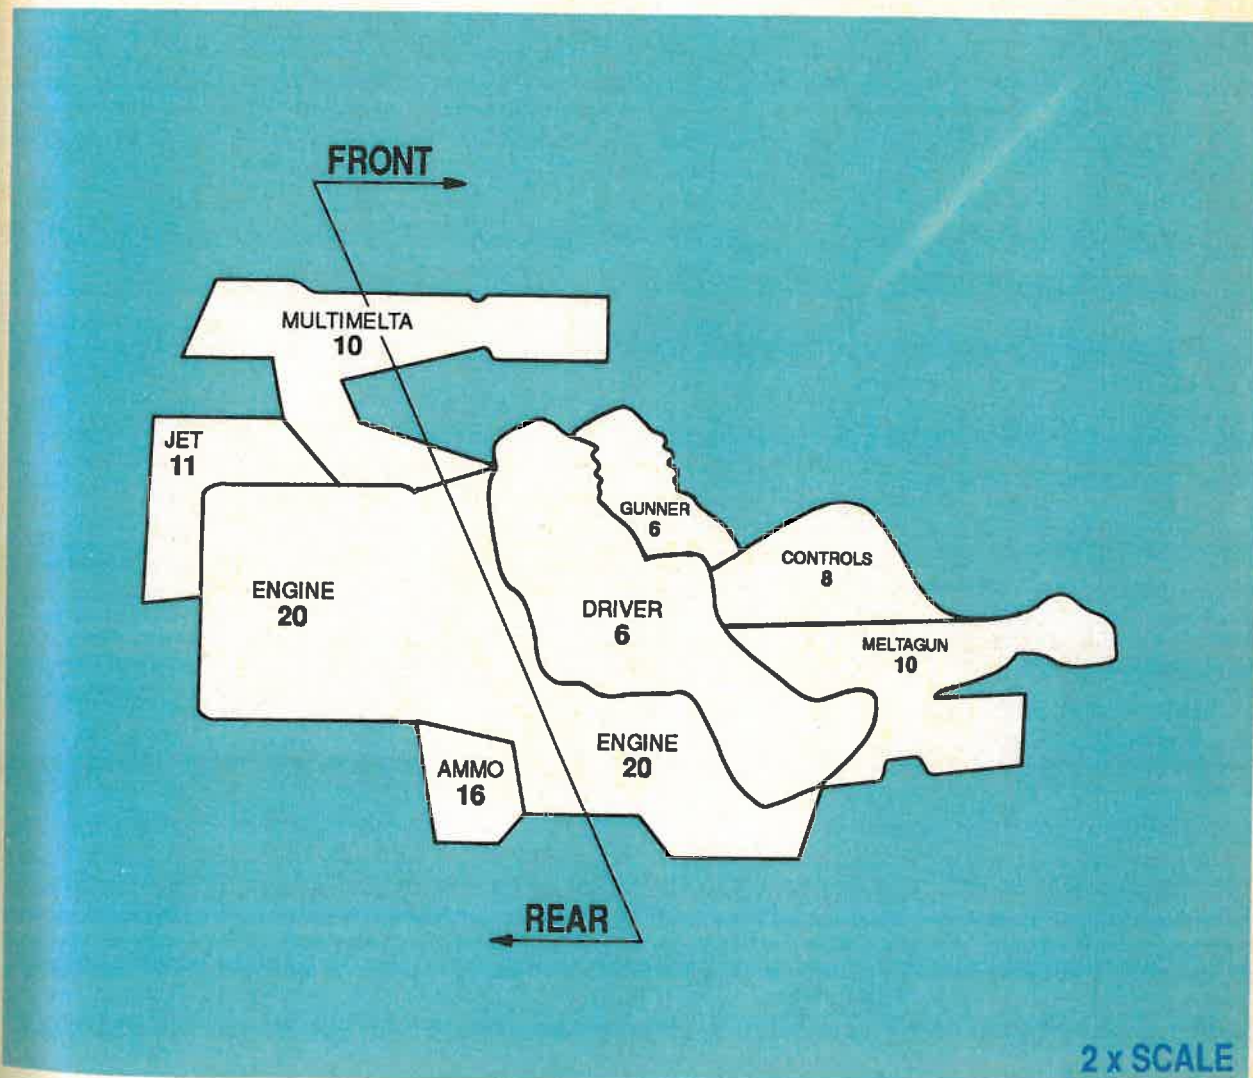 FRONT
MULTIMELTA
10
JET
11
GUNNER
6
CONTROLS
8
ENGINE
20
DRIVER
6
MELTAGUN
10
ENGINE
20
AMMO
16
REAR
2 x SCALE